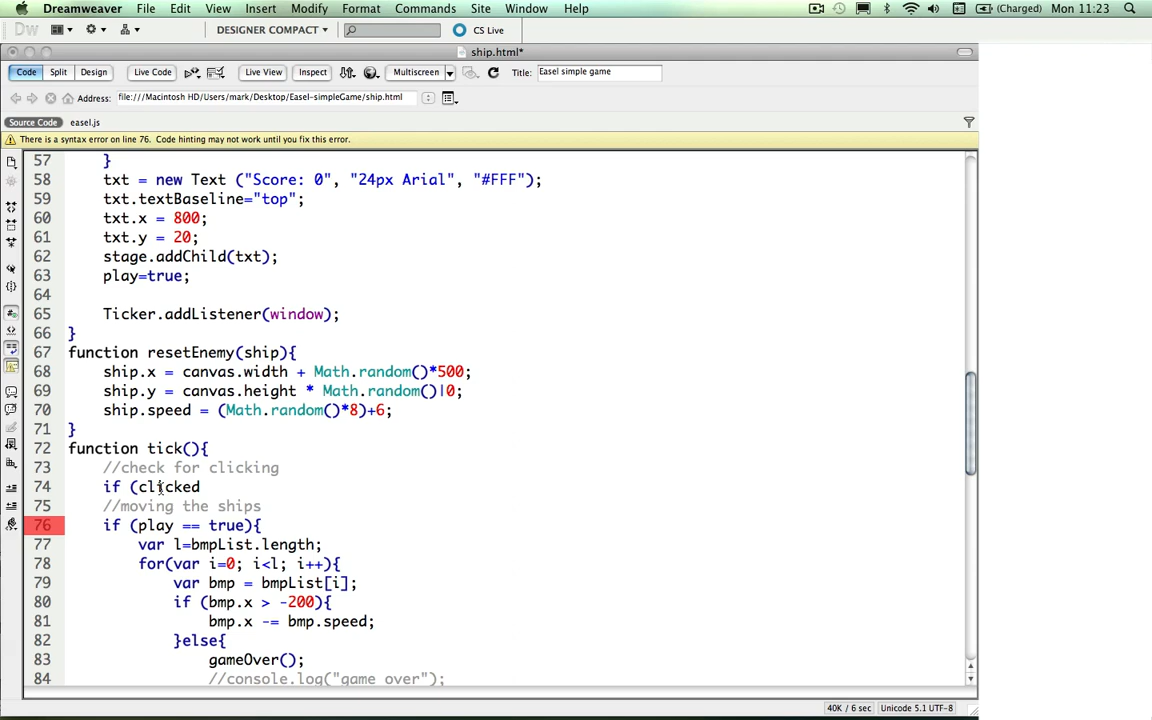 Dreamweaver File Edit View Insert Modify Format Commands Site Window Help (Charged) Mon 11:23
Dw DESIGNER COMPACT CS Live
ship.html*
Code Split Design Live Code Live View Inspect Multiscreen Title: Easel simple game
Address: file:///Macintosh HD/Users/mark/Desktop/Easel-simpleGame/ship.html
Source Code easel.js
There is a syntax error on line 76. Code hinting may not work until you fix this error.
57 }
58 txt = new Text ("Score: 0", "24px Arial", "#FFF");
59 txt.textBaseline="top";
60 txt.x = 800;
61 txt.y = 20;
62 stage.addChild(txt);
63 play=true;
64
65 Ticker.addListener(window);
66 }
67 function resetEnemy(ship){
68 ship.x = canvas.width + Math.random()*500;
69 ship.y = canvas.height * Math.random()|0;
70 ship.speed = (Math.random()*8)+6;
71 }
72 function tick(){
73 //check for clicking
74 if (clicked
75 //moving the ships
76 if (play == true){
77 var l=bmpList.length;
78 for(var i=0; i<l; i++){
79 var bmp = bmpList[i];
80 if (bmp.x > -200){
81 bmp.x -= bmp.speed;
82 }else{
83 gameOver();
84 //console.log("game over");
40K / 6 sec Unicode 5.1 (UTF-8)